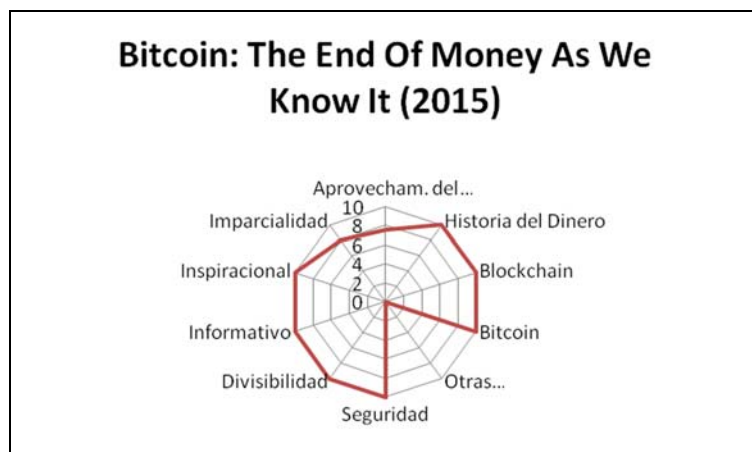 Bitcoin: The End Of Money As We
Know It (2015)
Aprovecham. del...
10
8
6
4
2
0
Historia del Dinero
Blockchain
Bitcoin
Otras...
Seguridad
Divisibilidad
Informativo
Inspiracional
Imparcialidad